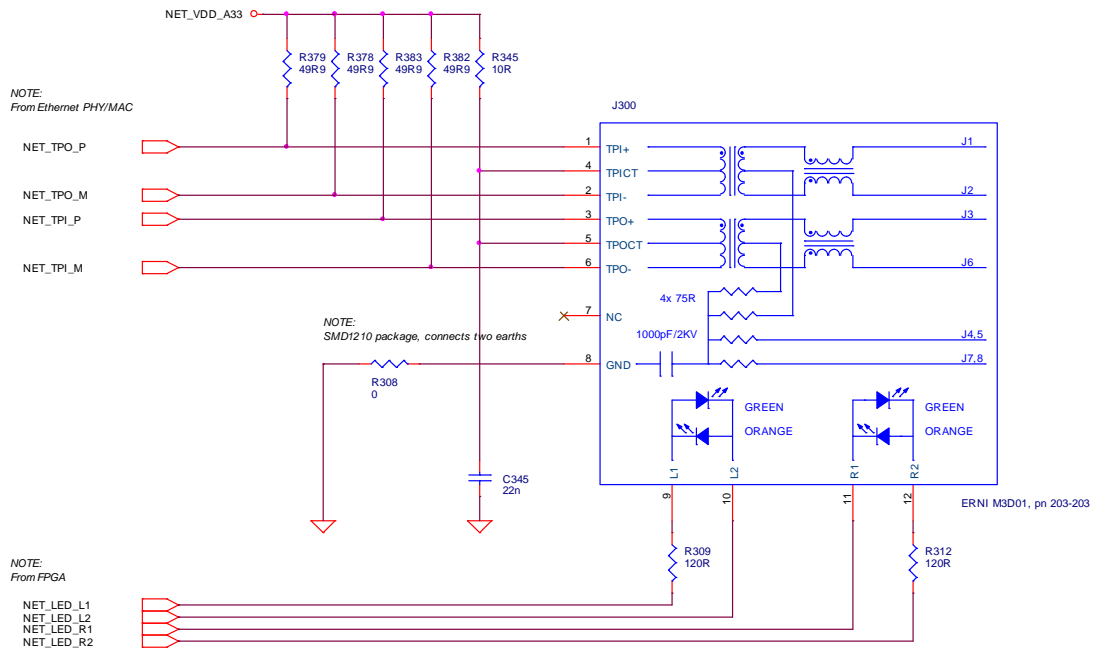 NET_VDD_A33
R379
49R9
R378
49R9
R383
49R9
R382
49R9
R345
10R
NOTE:
From Ethernet PHY/MAC
J300
NET_TPO_P
1
TPI+
J1
4
TPICT
NET_TPO_M
2
TPI-
J2
NET_TPI_P
3
TPO+
J3
5
TPOCT
NET_TPI_M
6
TPO-
J6
4x 75R
7
NC
NOTE:
SMD1210 package, connects two earths
1000pF/2KV
J4,5
8
GND
J7,8
R308
0
GREEN
ORANGE
GREEN
ORANGE
L1
L2
R1
R2
C345
22n
9
10
11
12
ERNI M3D01, pn 203-203
R309
120R
R312
120R
NOTE:
From FPGA
NET_LED_L1
NET_LED_L2
NET_LED_R1
NET_LED_R2